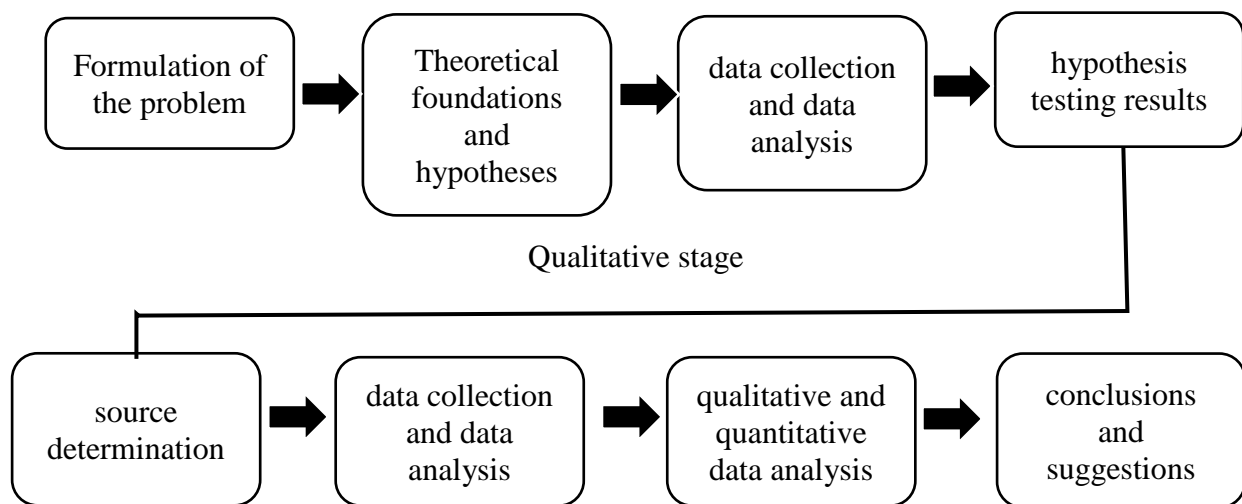 Formulation of
the problem
Theoretical
foundations
and
hypotheses
data collection
and data
analysis
hypothesis
testing results
Qualitative stage
source
determination
data collection
and data
analysis
qualitative and
quantitative
data analysis
conclusions
and
suggestions